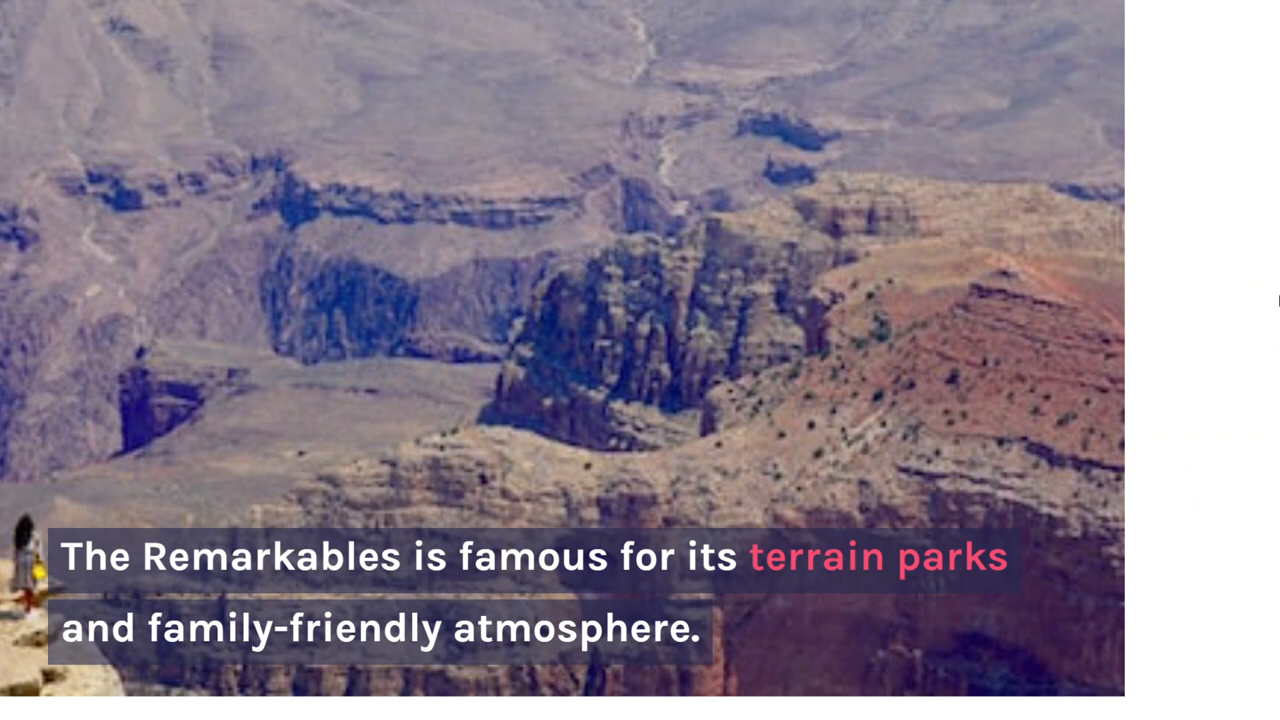 The Remarkables is famous for its terrain parks
and family-friendly atmosphere.